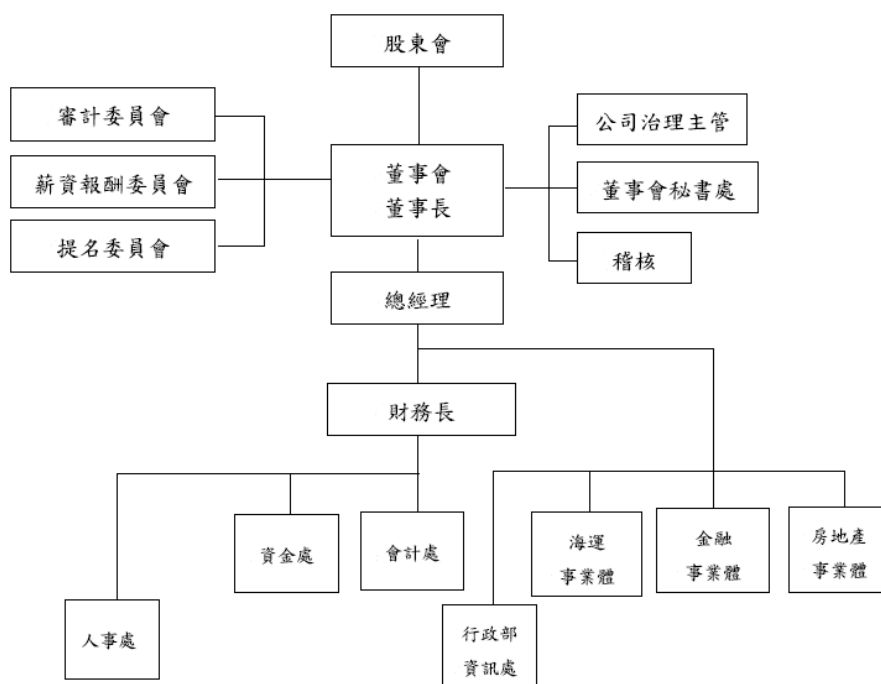 股東會
審計委員會
薪資報酬委員會
提名委員會
董事會
董事長
公司治理主管
董事會秘書處
稽核
總經理
財務長
人事處
資金處
會計處
行政部
資訊處
海運
事業體
金融
事業體
房地產
事業體